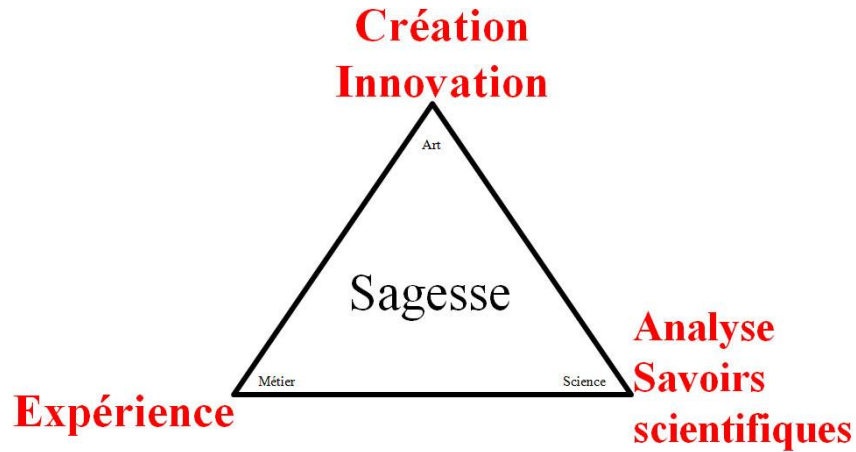 Création
Innovation
Art
Sagesse
Métier
Science
Expérience
Analyse
Savoirs
scientifiques